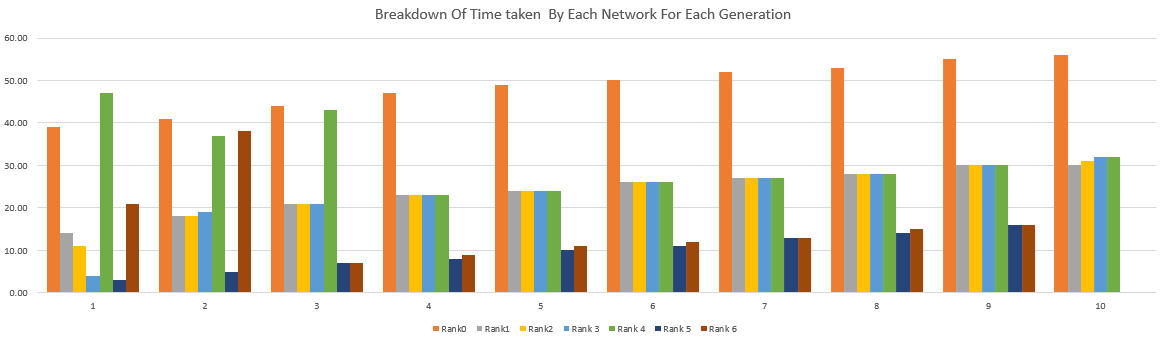 Breakdown Of Time taken  By Each Network For Each Generation
60.00
50.00
40.00
30.00
20.00
10.00
0.00
1 2 3 4 5 6 7 8 9 10
Rank0 Rank1 Rank2 Rank 3 Rank 4 Rank 5 Rank 6